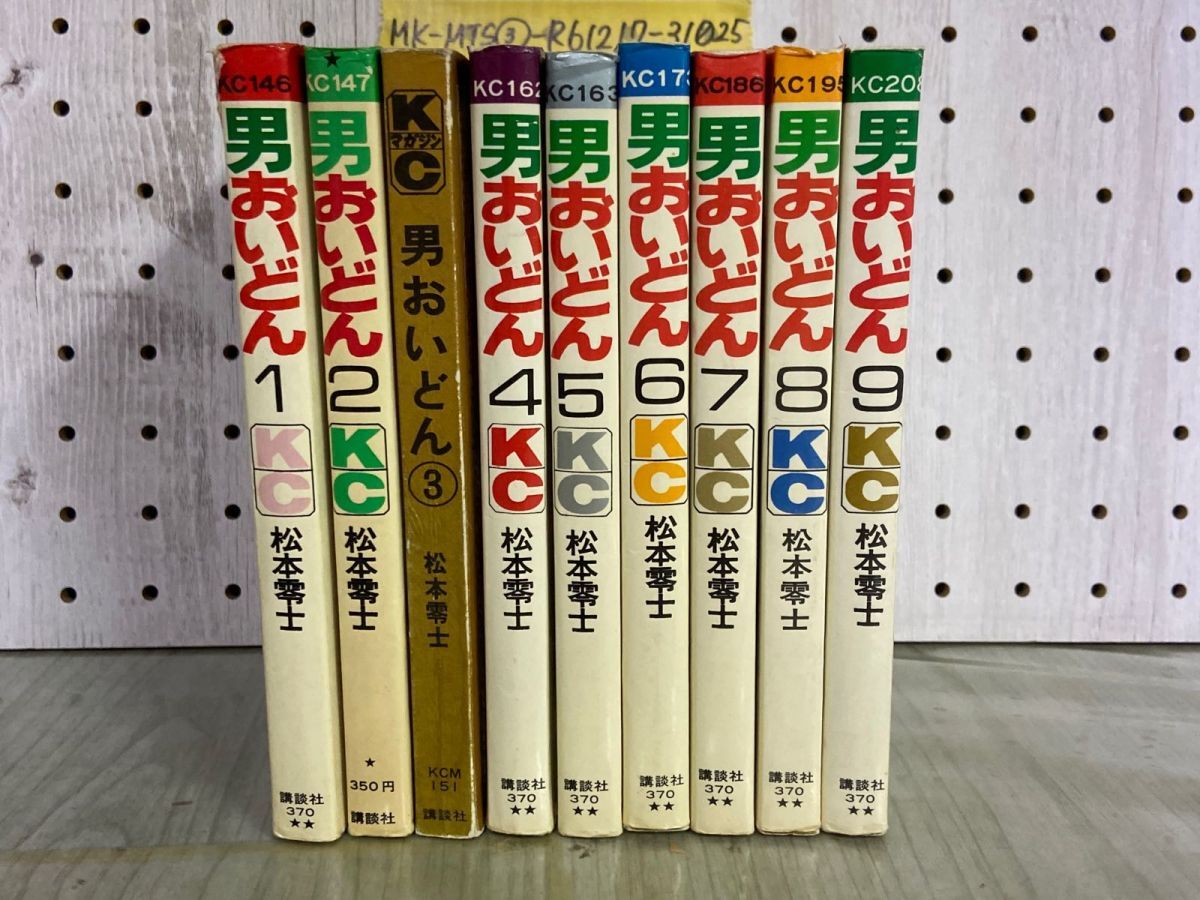 MK-MTS③-R61217-31025
KC146
男おいどん
1
KC
松本零士
講談社
370
★★
★
KC147
男おいどん
2
KC
松本零士
★
350円
講談社
K
マガジン
C
男おいどん③
松本零士
KCM
151
講談社
KC162
男おいどん
4
KC
松本零士
講談社
370
★★
KC163
男おいどん
5
KC
松本零士
講談社
370
★★
KC173
男おいどん
6
KC
松本零士
講談社
370
★★
KC186
男おいどん
7
KC
松本零士
講談社
370
★★
KC195
男おいどん
8
KC
松本零士
講談社
370
★★
KC208
男おいどん
9
KC
松本零士
講談社
370
★★